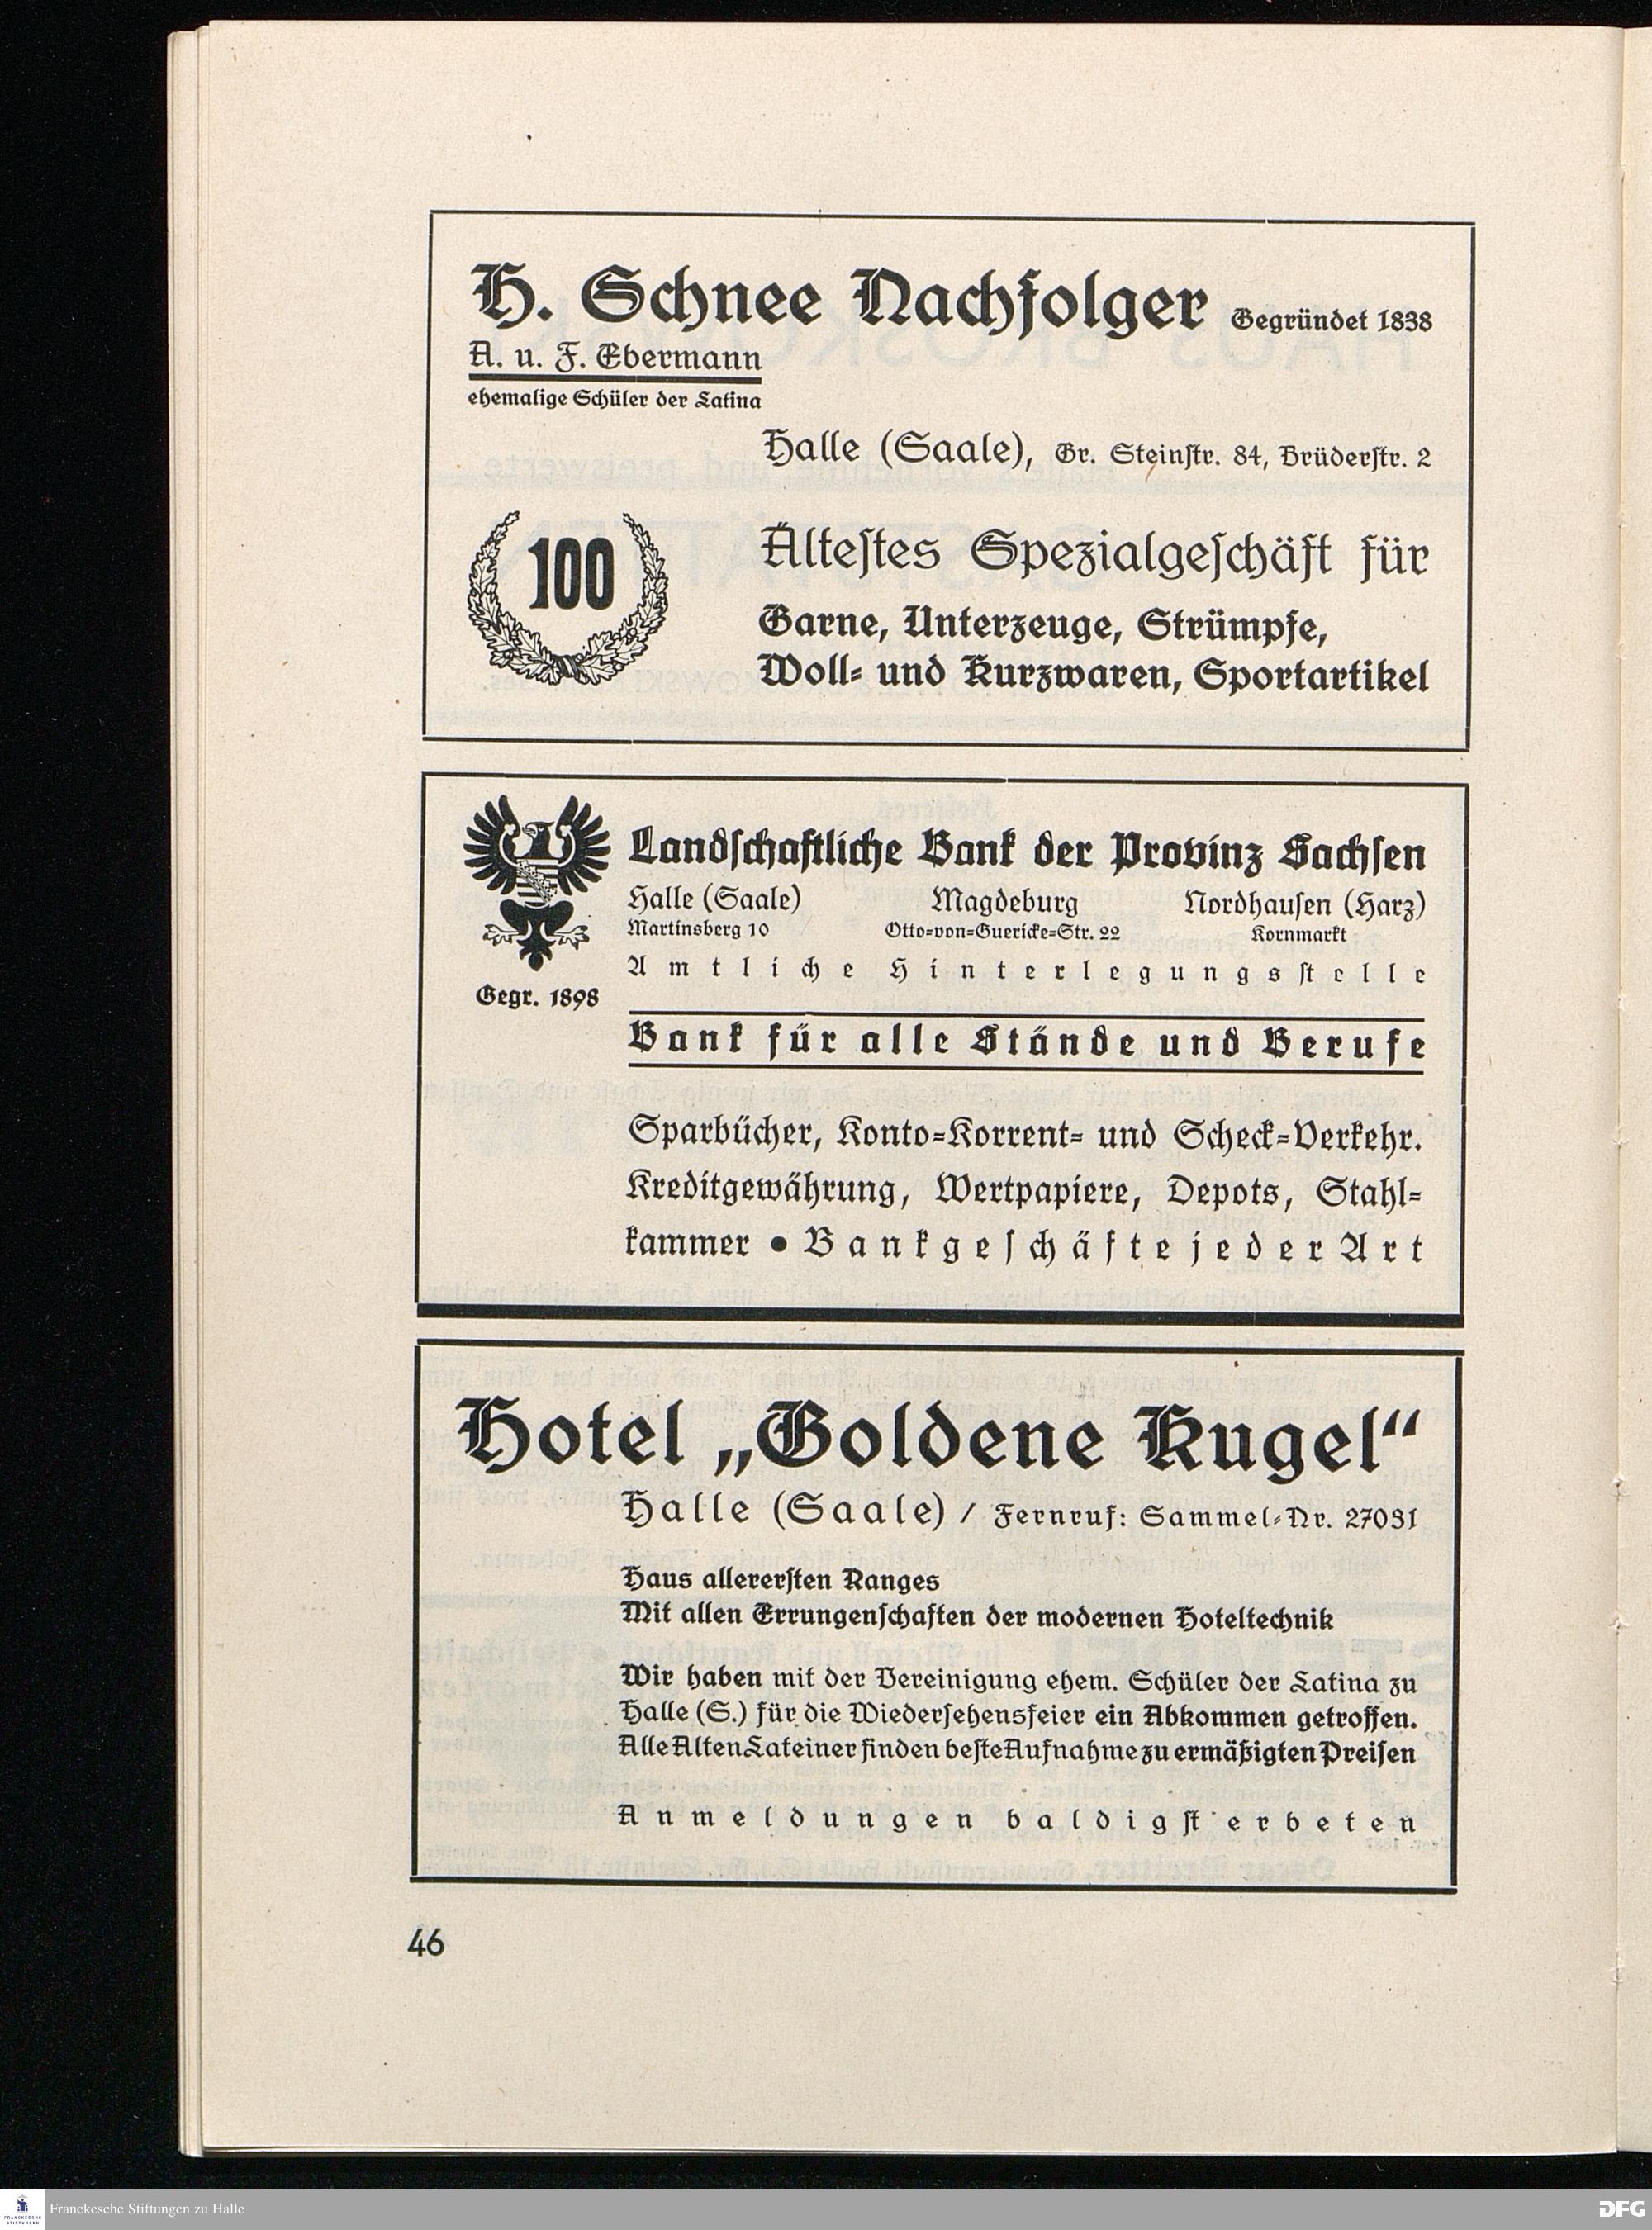 H. Schnee Nachfolger Gegründet 1838
A. u. F. Ebermann
ehemalige Schüler der Latina
Halle (Saale), Gr. Steinstr. 84, Brüderstr. 2
100
Ältestes Spezialgeschäft für
Garne, Unterzeuge, Strümpfe,
Woll- und Kurzwaren, Sportartikel
Landschaftliche Bank der Provinz Sachsen
Halle (Saale) Magdeburg Nordhausen (Harz)
Martinsberg 10 Otto-von-Guericke-Str. 22 Kornmarkt
Amtliche Hinterlegungsstelle
Gegr. 1898
Bank für alle Stände und Berufe
Sparbücher, Konto-Korrent- und Scheck-Verkehr.
Kreditgewährung, Wertpapiere, Depots, Stahl-
kammer • Bankgeschäfte jeder Art
Hotel „Goldene Kugel“
Halle (Saale) / Fernruf: Sammel-Nr. 27031
Haus allerersten Ranges
Mit allen Errungenschaften der modernen Hoteltechnik
Wir haben mit der Vereinigung ehem. Schüler der Latina zu
Halle (S.) für die Wiedersehensfeier ein Abkommen getroffen.
Alle Alten Lateiner finden beste Aufnahme zu ermäßigten Preisen
Anmeldungen baldigst erbeten
46
Franckesche Stiftungen zu Halle
DFG